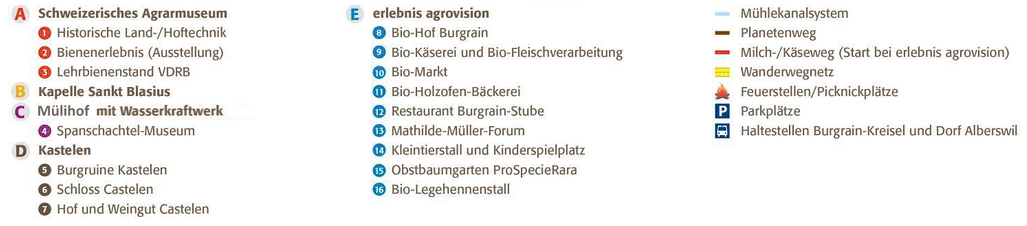 A Schweizerisches Agrarmuseum
1 Historische Land-/Hoftechnik
2 Bienenerlebnis (Ausstellung)
3 Lehrbienenstand VDRB
B Kapelle Sankt Blasius
C Mülihof mit Wasserkraftwerk
4 Spanschachtel-Museum
D Kastelen
5 Burgruine Kastelen
6 Schloss Castelen
7 Hof und Weingut Castelen
E erlebnis agrovision
8 Bio-Hof Burgrain
9 Bio-Käserei und Bio-Fleischverarbeitung
10 Bio-Markt
11 Bio-Holzofen-Bäckerei
12 Restaurant Burgrain-Stube
13 Mathilde-Müller-Forum
14 Kleintierstall und Kinderspielplatz
15 Obstbaumgarten ProSpecieRara
16 Bio-Legehennenstall
Mühlekanalsystem
Planetenweg
Milch-/Käseweg (Start bei erlebnis agrovision)
Wanderwegnetz
Feuerstellen/Picknickplätze
P Parkplätze
Haltestellen Burgrain-Kreisel und Dorf Alberswil